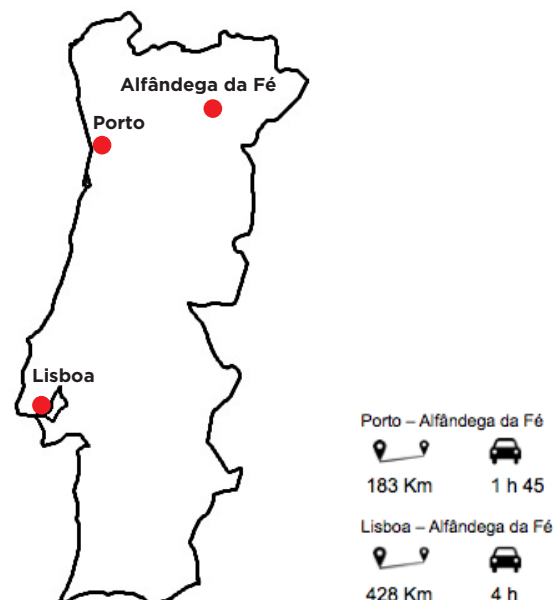 Alfândega da Fé
Porto
Lisboa
Porto – Alfândega da Fé
183 Km 1 h 45
Lisboa – Alfândega da Fé
428 Km 4 h